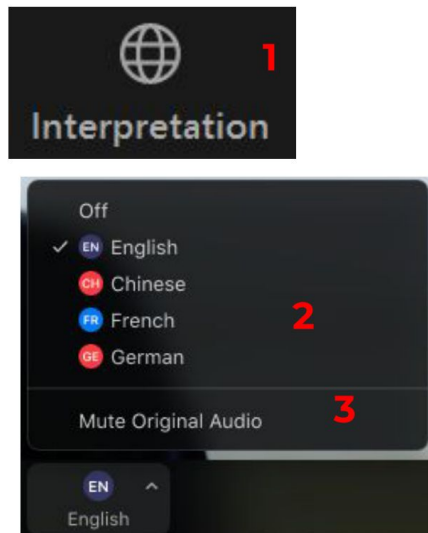 1
Interpretation
Off
EN English
CH Chinese
FR French
2
GE German
Mute Original Audio 3
EN
English